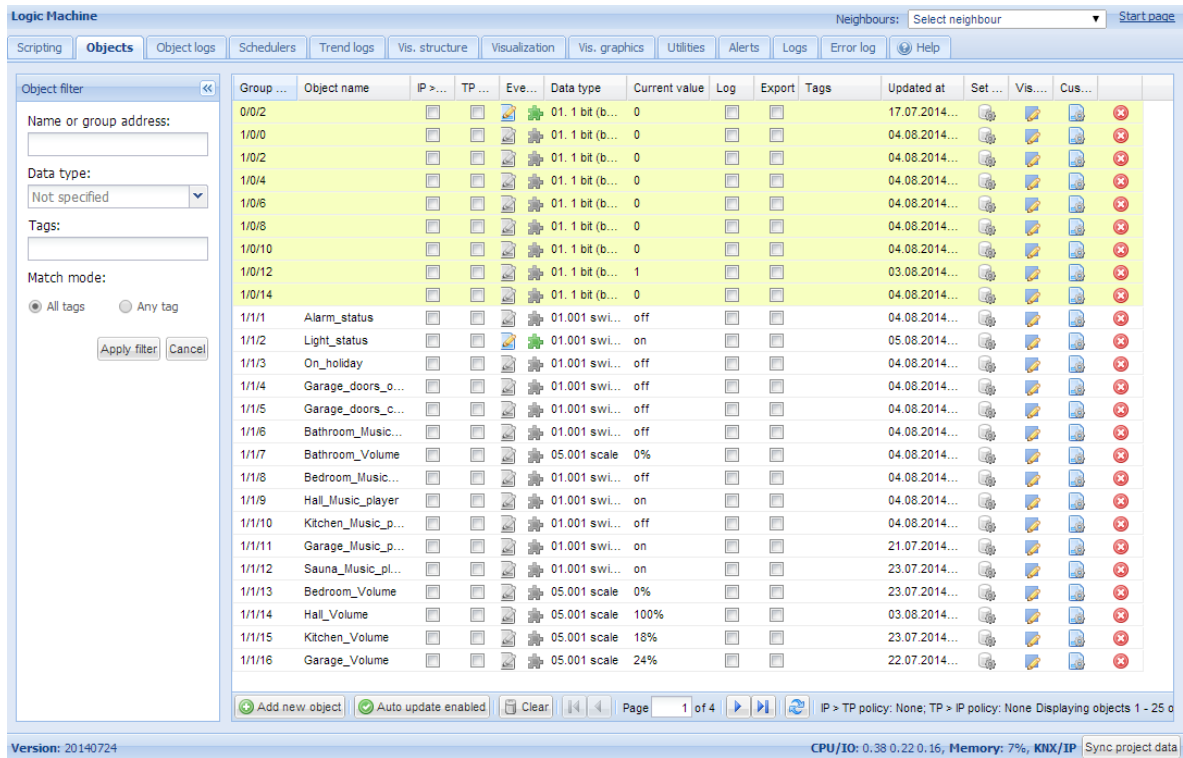 Logic Machine Neighbours: Select neighbour Start page
Scripting Objects Object logs Schedulers Trend logs Vis. structure Visualization Vis. graphics Utilities Alerts Logs Error log Help
Object filter
Name or group address:
Data type:
Not specified
Tags:
Match mode:
All tags Any tag
Apply filter Cancel
Group ... Object name IP >... TP ... Eve... Data type Current value Log Export Tags Updated at Set ... Vis.... Cus...
0/0/2 01. 1 bit (b... 0 17.07.2014...
1/0/0 01. 1 bit (b... 0 04.08.2014...
1/0/2 01. 1 bit (b... 0 04.08.2014...
1/0/4 01. 1 bit (b... 0 04.08.2014...
1/0/6 01. 1 bit (b... 0 04.08.2014...
1/0/8 01. 1 bit (b... 0 04.08.2014...
1/0/10 01. 1 bit (b... 0 04.08.2014...
1/0/12 01. 1 bit (b... 1 03.08.2014...
1/0/14 01. 1 bit (b... 0 04.08.2014...
1/1/1 Alarm_status 01.001 swi... off 04.08.2014...
1/1/2 Light_status 01.001 swi... on 05.08.2014...
1/1/3 On_holiday 01.001 swi... off 04.08.2014...
1/1/4 Garage_doors_o... 01.001 swi... off 04.08.2014...
1/1/5 Garage_doors_c... 01.001 swi... off 04.08.2014...
1/1/6 Bathroom_Music... 01.001 swi... off 04.08.2014...
1/1/7 Bathroom_Volume 05.001 scale 0% 04.08.2014...
1/1/8 Bedroom_Music... 01.001 swi... off 04.08.2014...
1/1/9 Hall_Music_player 01.001 swi... on 04.08.2014...
1/1/10 Kitchen_Music_p... 01.001 swi... off 04.08.2014...
1/1/11 Garage_Music_p... 01.001 swi... on 21.07.2014...
1/1/12 Sauna_Music_pl... 01.001 swi... on 23.07.2014...
1/1/13 Bedroom_Volume 05.001 scale 0% 23.07.2014...
1/1/14 Hall_Volume 05.001 scale 100% 03.08.2014...
1/1/15 Kitchen_Volume 05.001 scale 18% 23.07.2014...
1/1/16 Garage_Volume 05.001 scale 24% 22.07.2014...
Add new object Auto update enabled Clear Page 1 of 4 IP > TP policy: None; TP > IP policy: None Displaying objects 1 - 25 o
Version: 20140724 CPU/IO: 0.38 0.22 0.16, Memory: 7%, KNX/IP Sync project data